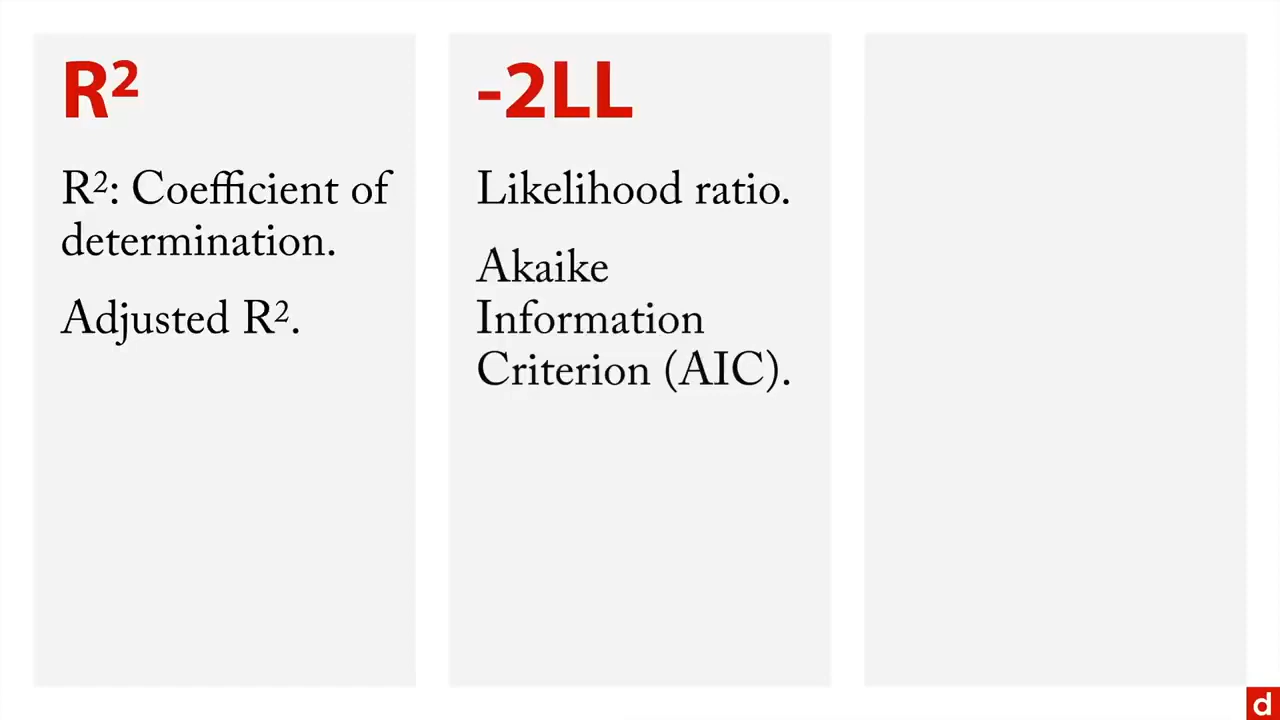 R²
R²: Coefficient of
determination.
Adjusted R².
-2LL
Likelihood ratio.
Akaike
Information
Criterion (AIC).
d